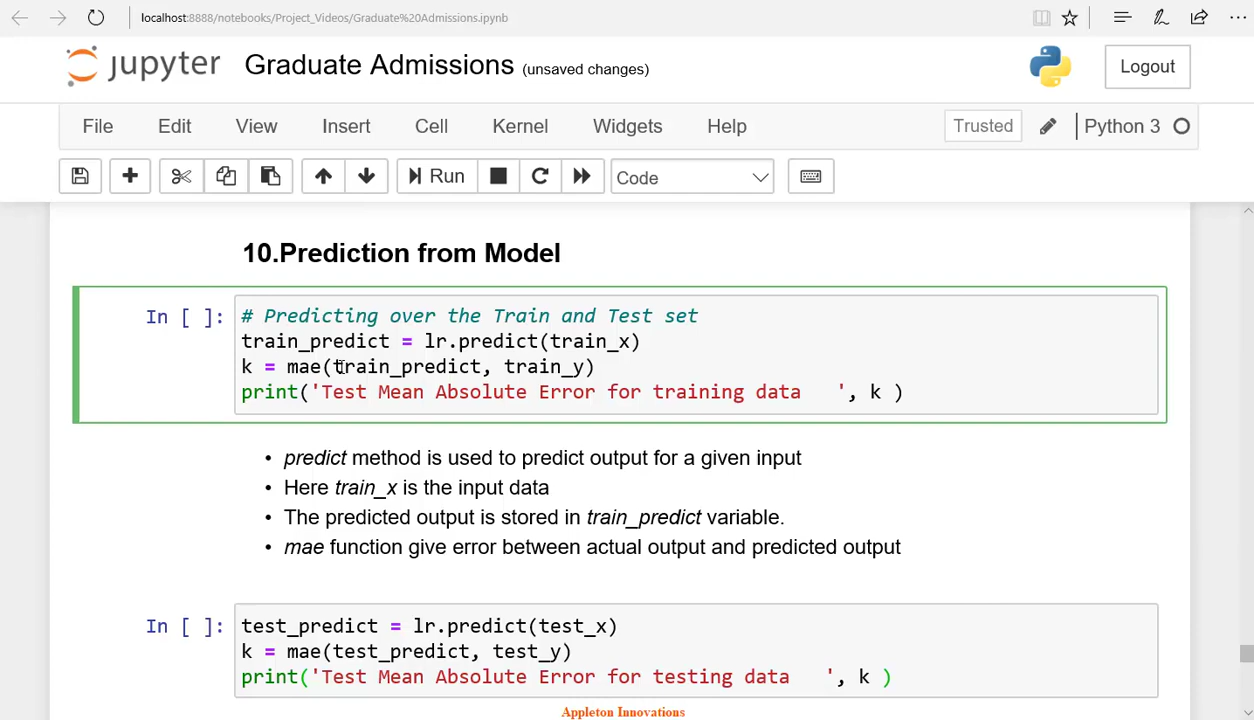 localhost:8888/notebooks/Project_Videos/Graduate%20Admissions.ipynb
jupyter Graduate Admissions (unsaved changes) Logout
File Edit View Insert Cell Kernel Widgets Help Trusted Python 3
Run Code
10.Prediction from Model
In [ ]: # Predicting over the Train and Test set
train_predict = lr.predict(train_x)
k = mae(train_predict, train_y)
print('Test Mean Absolute Error for training data   ', k )
• predict method is used to predict output for a given input
• Here train_x is the input data
• The predicted output is stored in train_predict variable.
• mae function give error between actual output and predicted output
In [ ]: test_predict = lr.predict(test_x)
k = mae(test_predict, test_y)
print('Test Mean Absolute Error for testing data   ', k )
Appleton Innovations